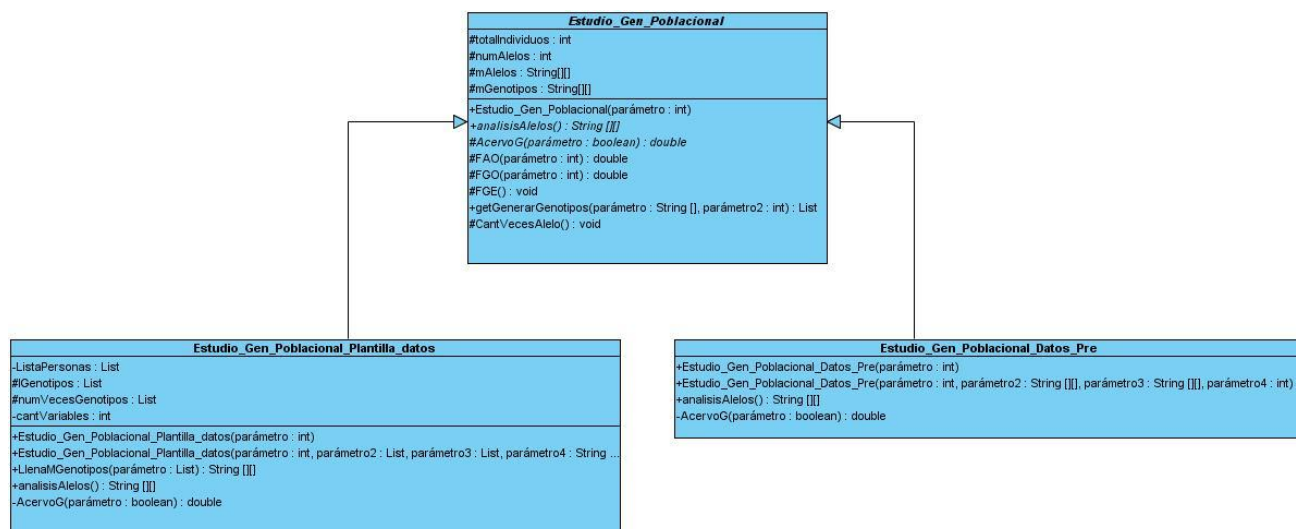 Estudio_Gen_Poblacional
#totalIndividuos : int
#numAlelos : int
#mAlelos : String[][]
#mGenotipos : String[][]
+Estudio_Gen_Poblacional(parámetro : int)
+analisisAlelos() : String [][]
#AcervoG(parámetro : boolean) : double
#FAO(parámetro : int) : double
#FGO(parámetro : int) : double
#FGE() : void
+getGenerarGenotipos(parámetro : String [], parámetro2 : int) : List
#CantVecesAlelo() : void
Estudio_Gen_Poblacional_Plantilla_datos
-ListaPersonas : List
#lGenotipos : List
#numVecesGenotipos : List
-cantVariables : int
+Estudio_Gen_Poblacional_Plantilla_datos(parámetro : int)
+Estudio_Gen_Poblacional_Plantilla_datos(parámetro : int, parámetro2 : List, parámetro3 : List, parámetro4 : String ...
+LlenaMGenotipos(parámetro : List) : String [][]
+analisisAlelos() : String [][]
-AcervoG(parámetro : boolean) : double
Estudio_Gen_Poblacional_Datos_Pre
+Estudio_Gen_Poblacional_Datos_Pre(parámetro : int)
+Estudio_Gen_Poblacional_Datos_Pre(parámetro : int, parámetro2 : String [][], parámetro3 : String [][], parámetro4 : int)
+analisisAlelos() : String [][]
-AcervoG(parámetro : boolean) : double